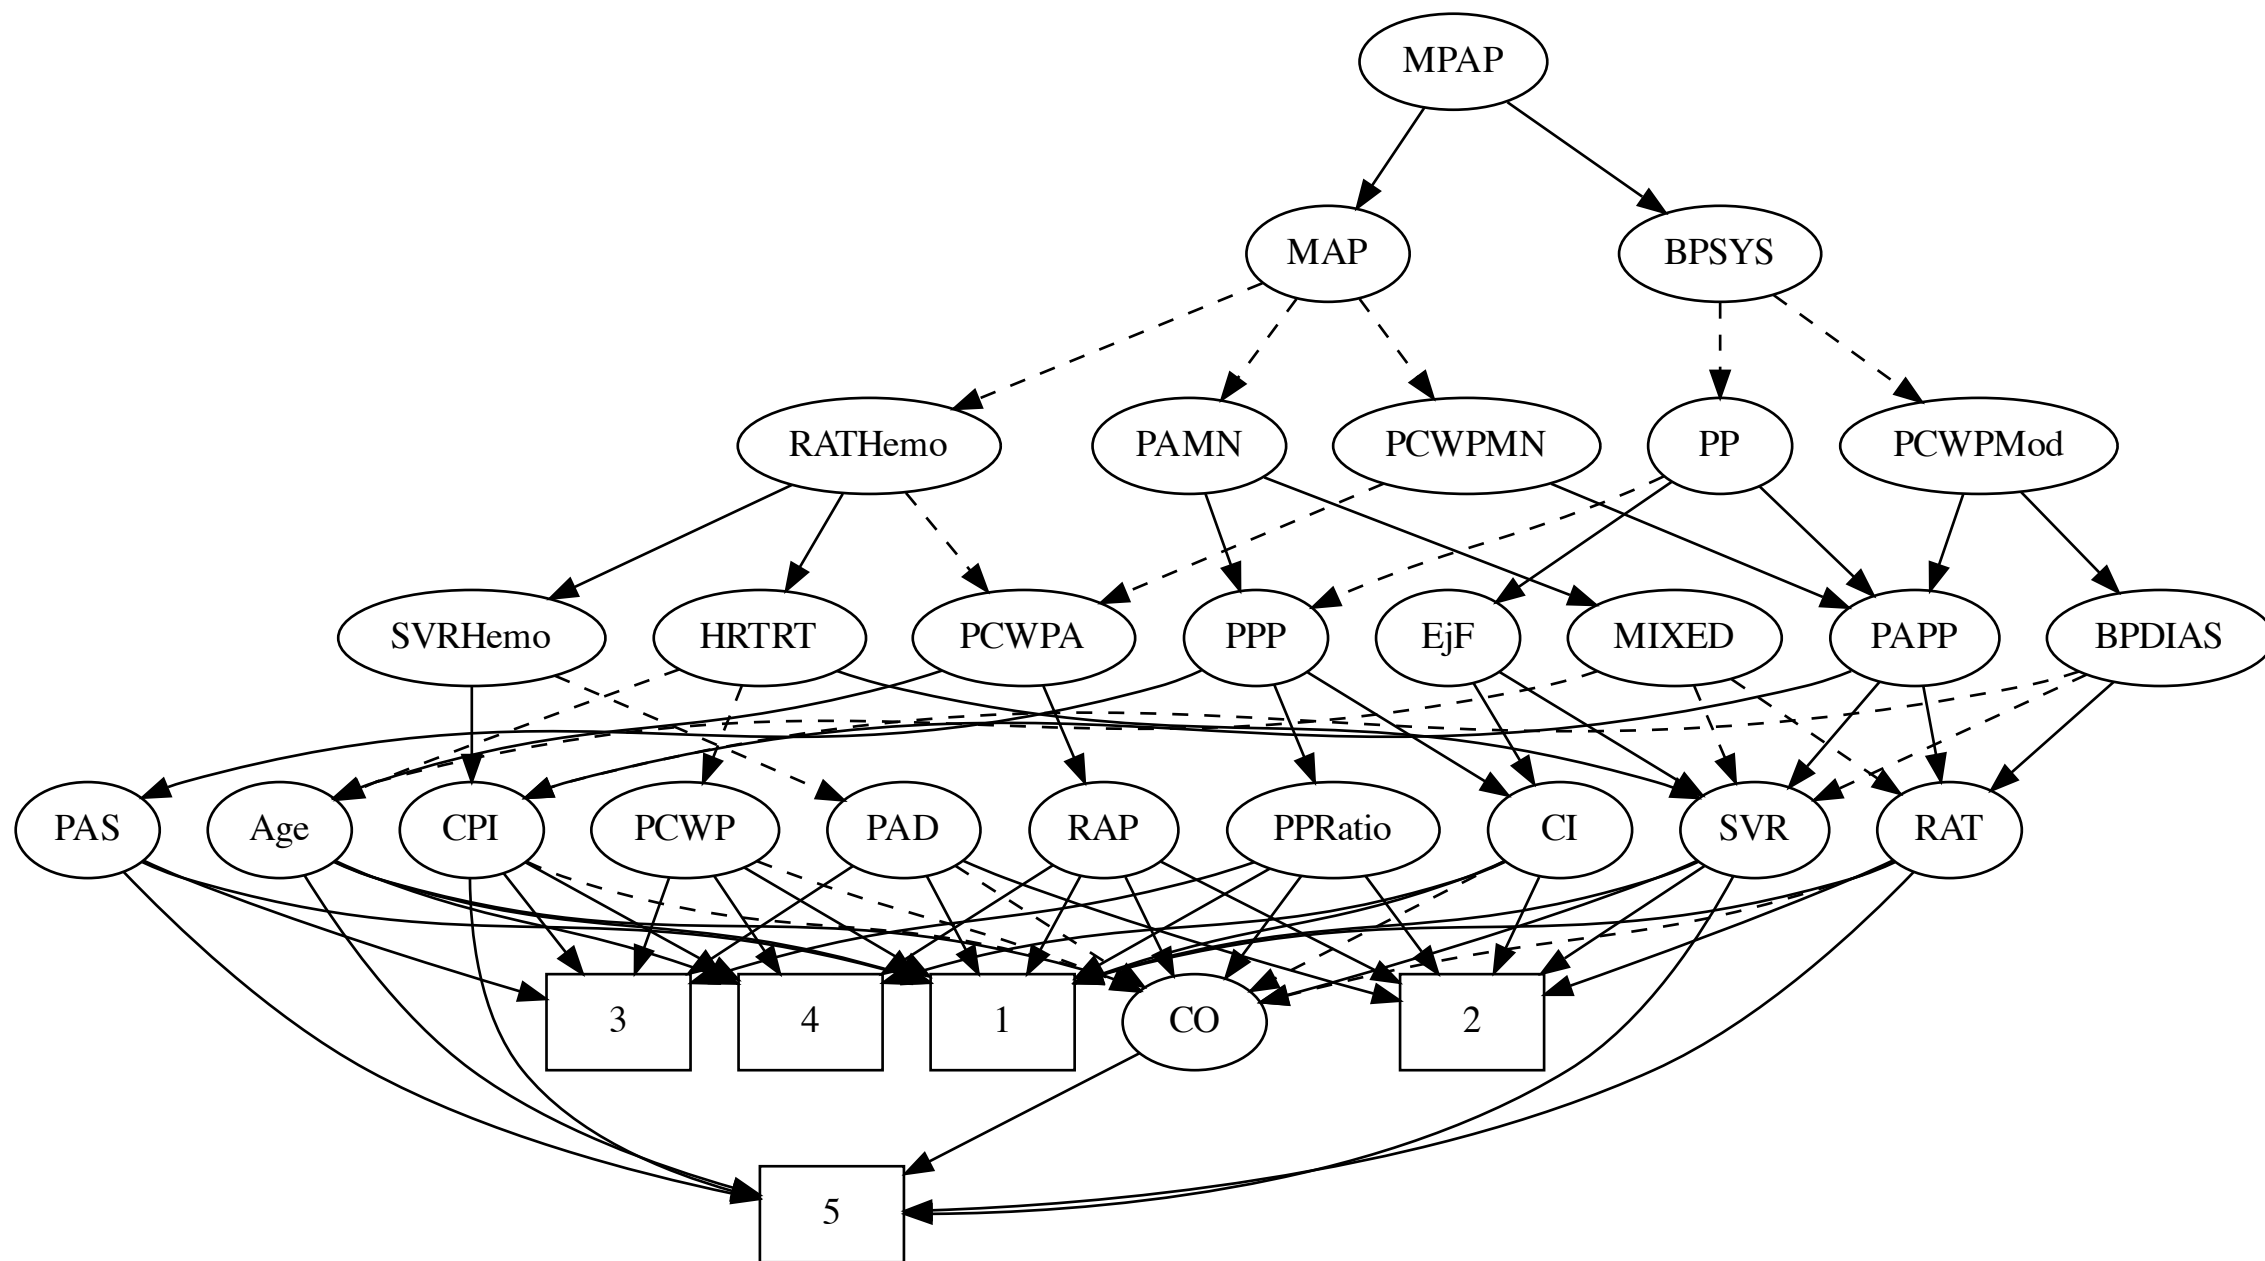 MPAP
MAP
BPSYS
RATHemo
PAMN
PCWPMN
PP
PCWPMod
SVRHemo
HRTRT
PCWPA
PPP
EjF
MIXED
PAPP
BPDIAS
PAS
Age
CPI
PCWP
PAD
RAP
PPRatio
CI
SVR
RAT
3
4
1
CO
2
5